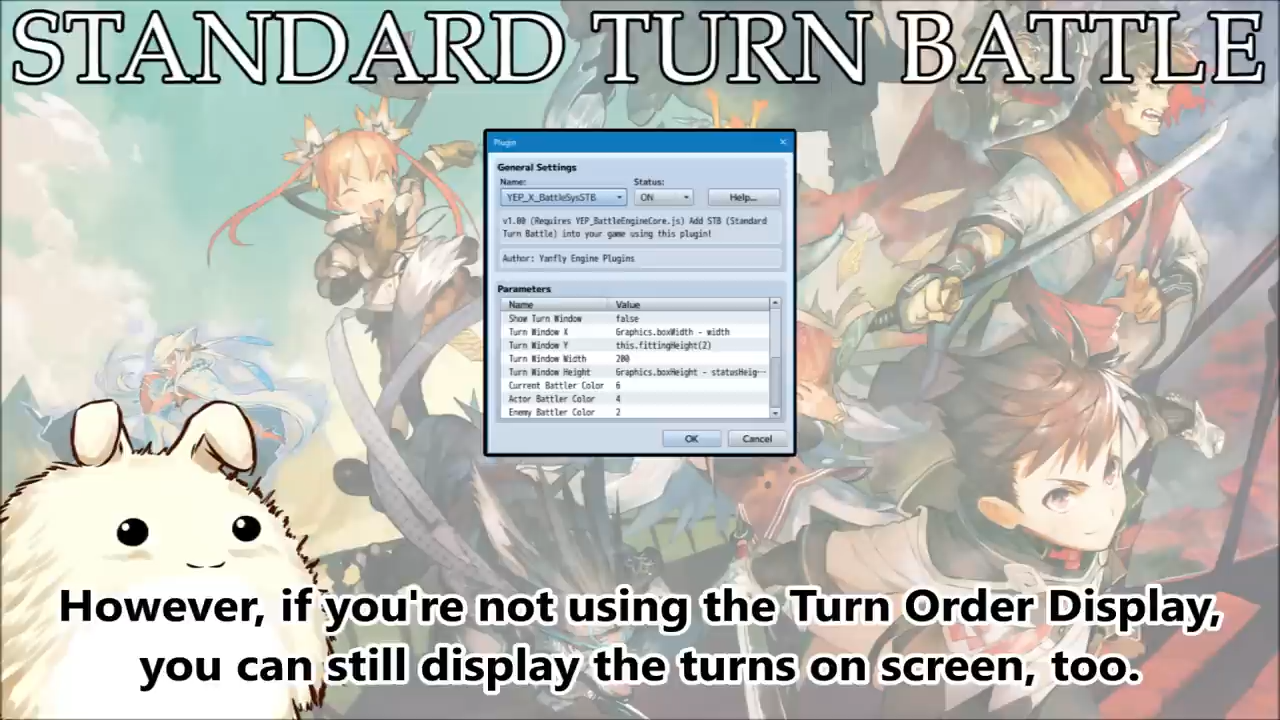 STANDARD TURN BATTLE
Plugin
General Settings
Name: Status:
YEP_X_BattleSysSTB ON Help...
v1.00 (Requires YEP_BattleEngineCore.js) Add STB (Standard
Turn Battle) into your game using this plugin!
Author: Yanfly Engine Plugins
Parameters
Name Value
Show Turn Window false
Turn Window X Graphics.boxWidth - width
Turn Window Y this.fittingHeight(2)
Turn Window Width 200
Turn Window Height Graphics.boxHeight - statusHeig...
Current Battler Color 6
Actor Battler Color 4
Enemy Battler Color 2
OK Cancel
However, if you're not using the Turn Order Display,
you can still display the turns on screen, too.